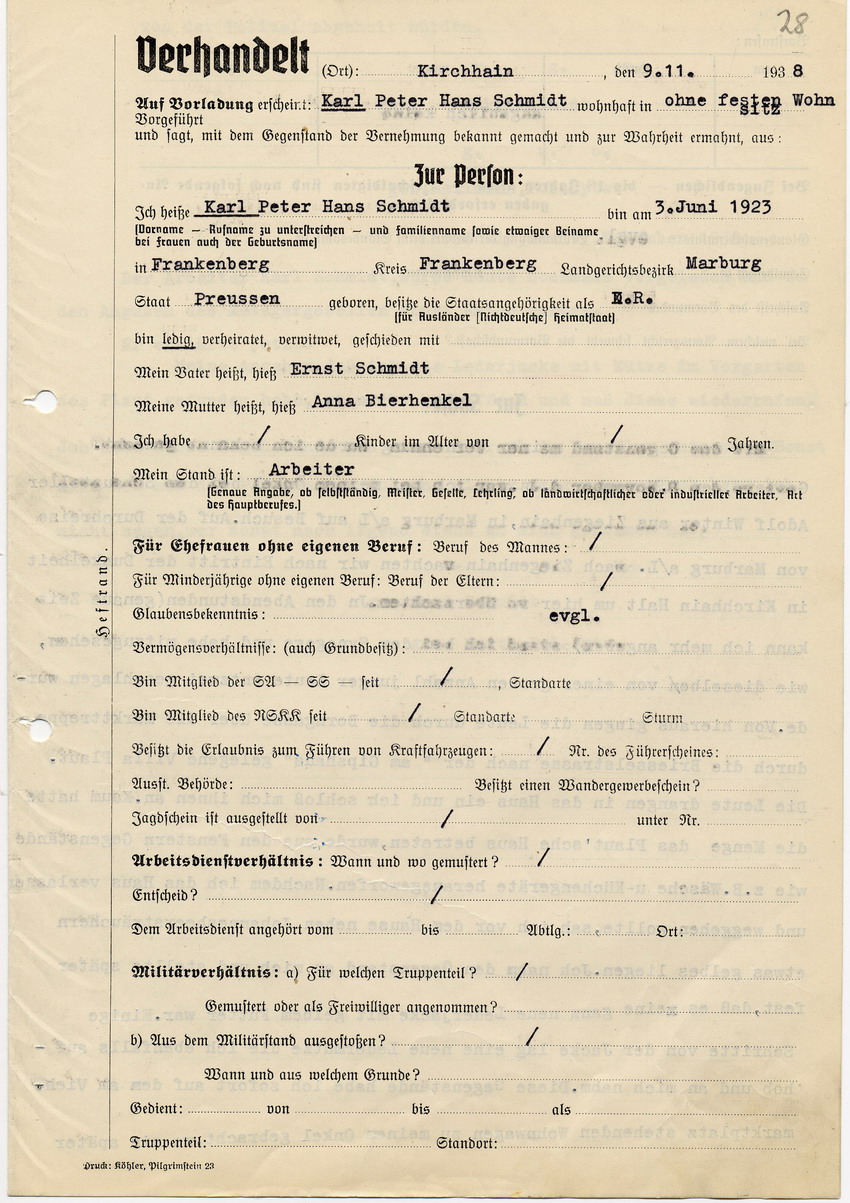 28
Verhandelt (Ort): Kirchhain, den 9.11. 1938
Auf Vorladung erscheint: Karl Peter Hans Schmidt wohnhaft in ohne festen Wohn
sitz
Vorgeführt
und sagt, mit dem Gegenstand der Vernehmung bekannt gemacht und zur Wahrheit ermahnt, aus:
Zur Person:
Ich heiße Karl Peter Hans Schmidt bin am 3.Juni 1923
(Vorname — Rufname zu unterstreichen — und Familienname sowie etwaiger Beiname
bei Frauen auch der Geburtsname)
in Frankenberg Kreis Frankenberg Landgerichtsbezirk Marburg
Staat Preussen geboren, besitze die Staatsangehörigkeit als .R.
(für Ausländer [Nichtdeutsche] Heimatstaat)
bin ledig, verheiratet, verwitwet, geschieden mit
Mein Vater heißt, hieß Ernst Schmidt
Meine Mutter heißt, hieß Anna Bierhenkel
Ich habe / Kinder im Alter von / Jahren.
Mein Stand ist: Arbeiter
(Genaue Angabe, ob selbstständig, Meister, Geselle, Lehrling, ob landwirtschaftlicher oder industrieller Arbeiter, Art
des Hauptberufes.)
Für Ehefrauen ohne eigenen Beruf: Beruf des Mannes: /
Für Minderjährige ohne eigenen Beruf: Beruf der Eltern: /
Glaubensbekenntnis: evgl.
Vermögensverhältnisse: (auch Grundbesitz):
Bin Mitglied der SA — SS — seit /, Standarte
Bin Mitglied des NSKK seit / Standarte Sturm
Besitzt die Erlaubnis zum Führen von Kraftfahrzeugen: / Nr. des Führerscheines:
Ausst. Behörde: Besitzt einen Wandergewerbeschein?
Jagdschein ist ausgestellt von / unter Nr.
Arbeitsdienstverhältnis: Wann und wo gemustert? /
Entscheid? /
Dem Arbeitsdienst angehört vom bis Abtlg.: Ort:
Militärverhältnis: a) Für welchen Truppenteil? /
Gemustert oder als Freiwilliger angenommen?
b) Aus dem Militärstand ausgestoßen? /
Wann und aus welchem Grunde?
Gedient: von bis als
Truppenteil: Standort:
Druck: Köhler, Pilgrimstein 23
Heftrand.